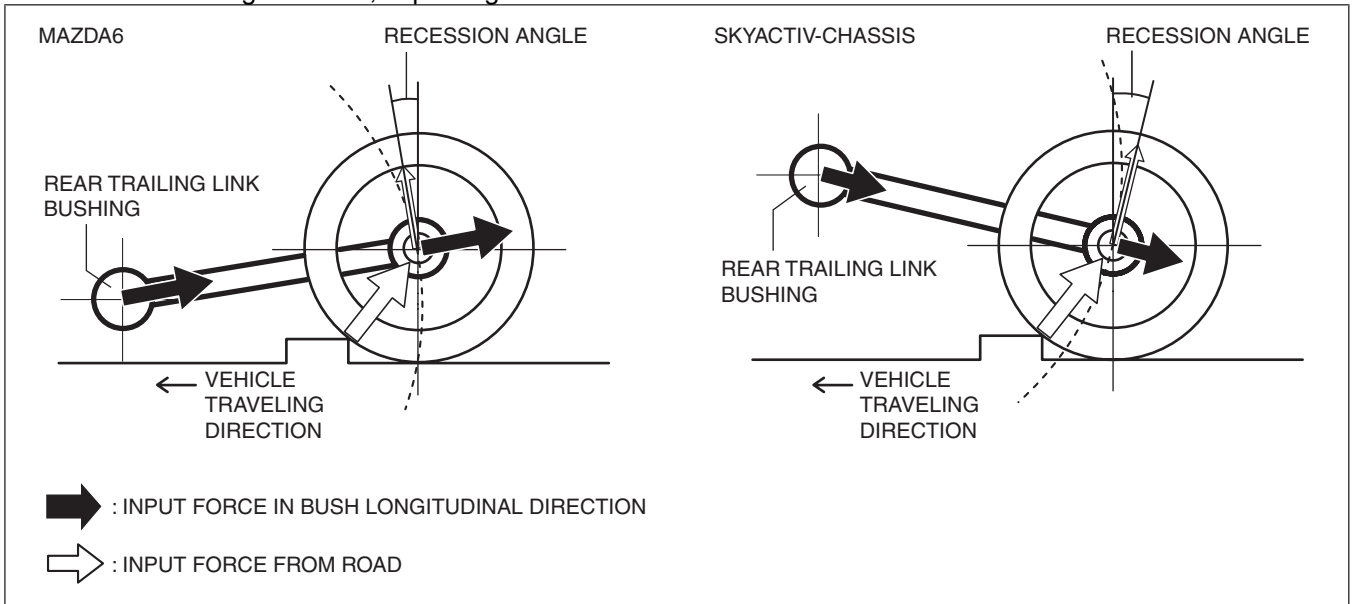 MAZDA6
RECESSION ANGLE
REAR TRAILING LINK
BUSHING
VEHICLE
TRAVELING
DIRECTION
SKYACTIV-CHASSIS
RECESSION ANGLE
REAR TRAILING LINK
BUSHING
VEHICLE
TRAVELING
DIRECTION
: INPUT FORCE IN BUSH LONGITUDINAL DIRECTION
: INPUT FORCE FROM ROAD